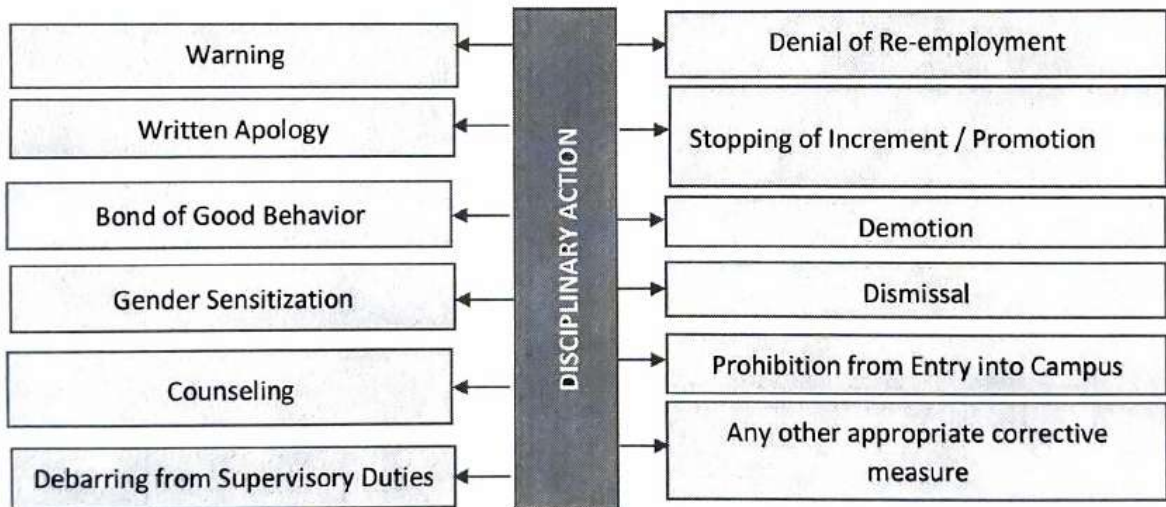 Warning
Written Apology
Bond of Good Behavior
Gender Sensitization
Counseling
Debarring from Supervisory Duties
DISCIPLINARY ACTION
Denial of Re-employment
Stopping of Increment / Promotion
Demotion
Dismissal
Prohibition from Entry into Campus
Any other appropriate corrective
measure